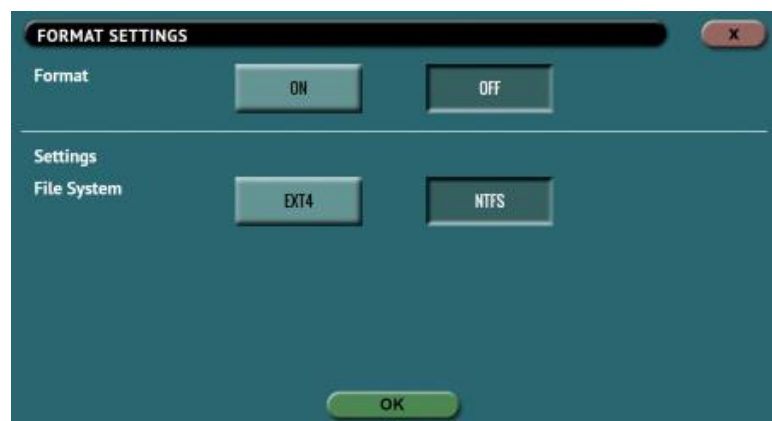 FORMAT SETTINGS X
Format ON OFF
Settings
File System EXT4 NTFS
OK